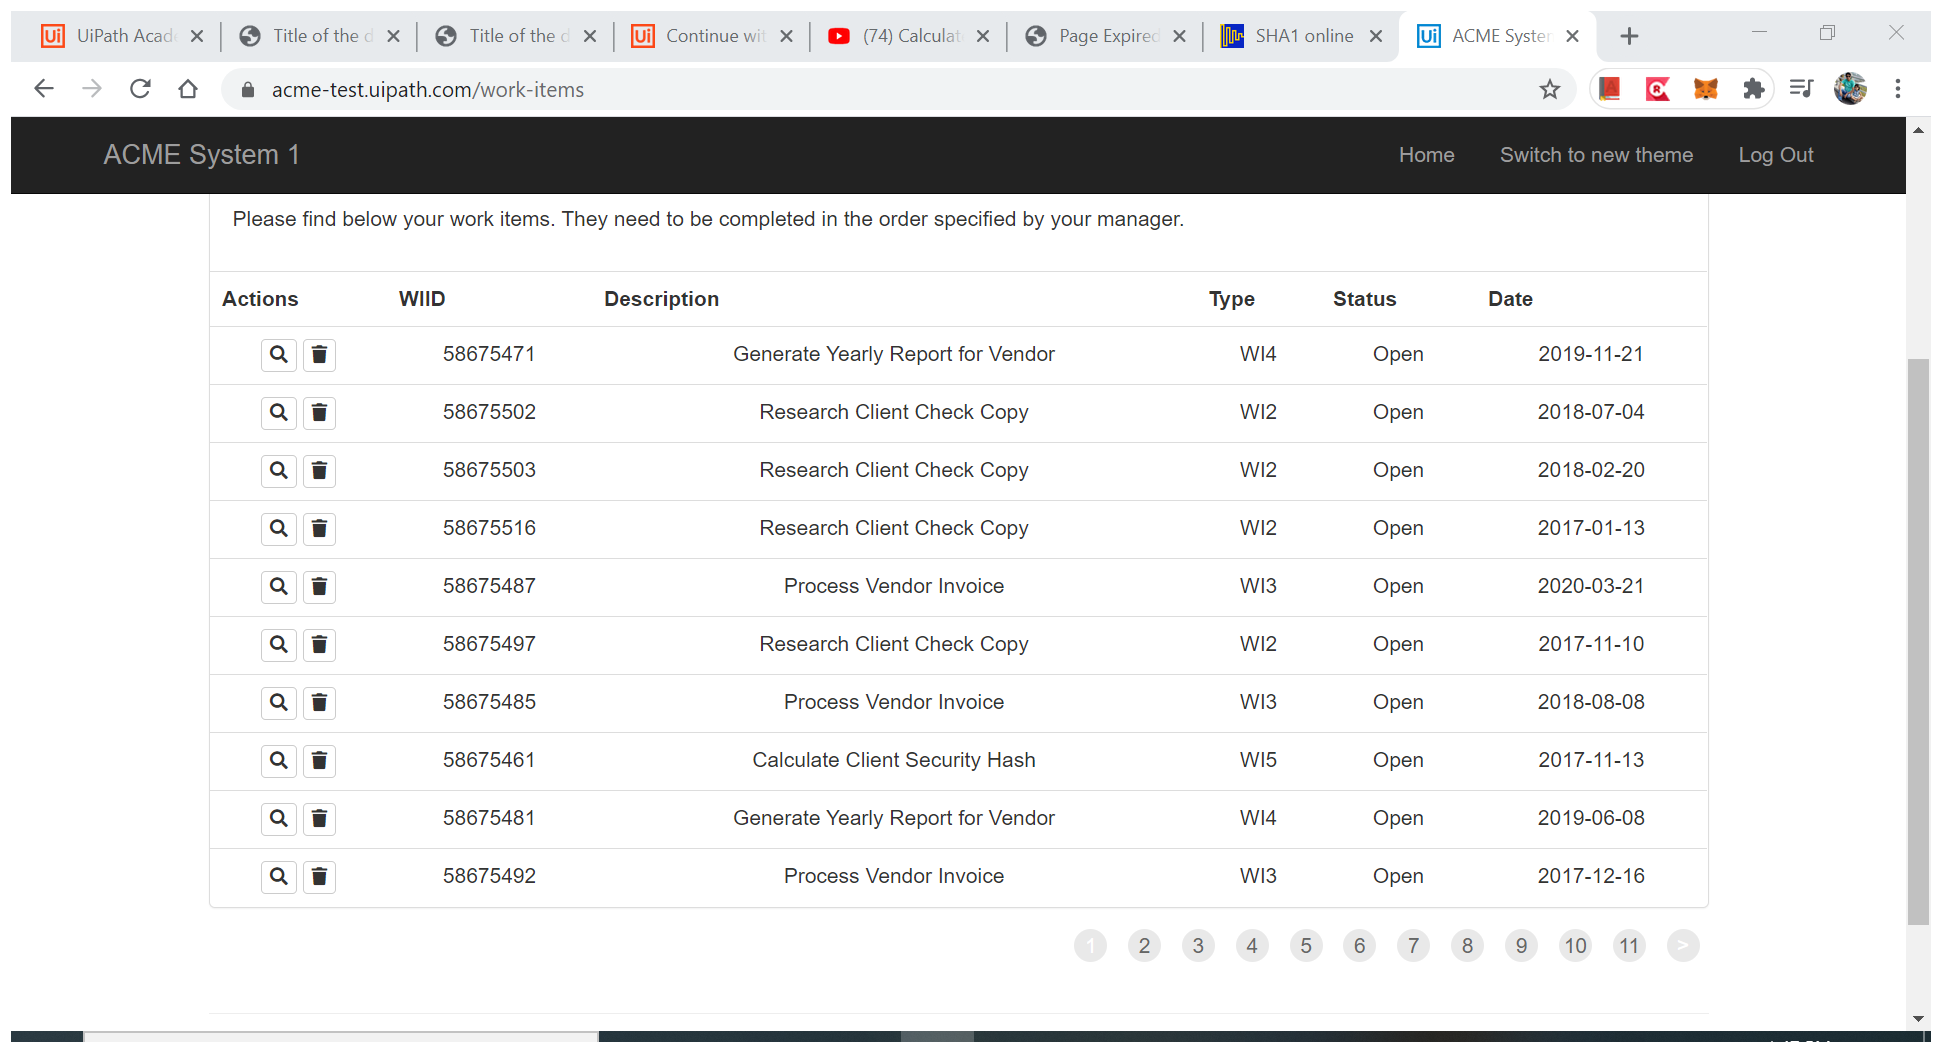 UiPath Acad Title of the d Title of the d Continue wit (74) Calculat Page Expired SHA1 online ACME System
acme-test.uipath.com/work-items
ACME System 1 Home Switch to new theme Log Out
Please find below your work items. They need to be completed in the order specified by your manager.
Actions WIID Description Type Status Date
58675471 Generate Yearly Report for Vendor WI4 Open 2019-11-21
58675502 Research Client Check Copy WI2 Open 2018-07-04
58675503 Research Client Check Copy WI2 Open 2018-02-20
58675516 Research Client Check Copy WI2 Open 2017-01-13
58675487 Process Vendor Invoice WI3 Open 2020-03-21
58675497 Research Client Check Copy WI2 Open 2017-11-10
58675485 Process Vendor Invoice WI3 Open 2018-08-08
58675461 Calculate Client Security Hash WI5 Open 2017-11-13
58675481 Generate Yearly Report for Vendor WI4 Open 2019-06-08
58675492 Process Vendor Invoice WI3 Open 2017-12-16
1 2 3 4 5 6 7 8 9 10 11 >